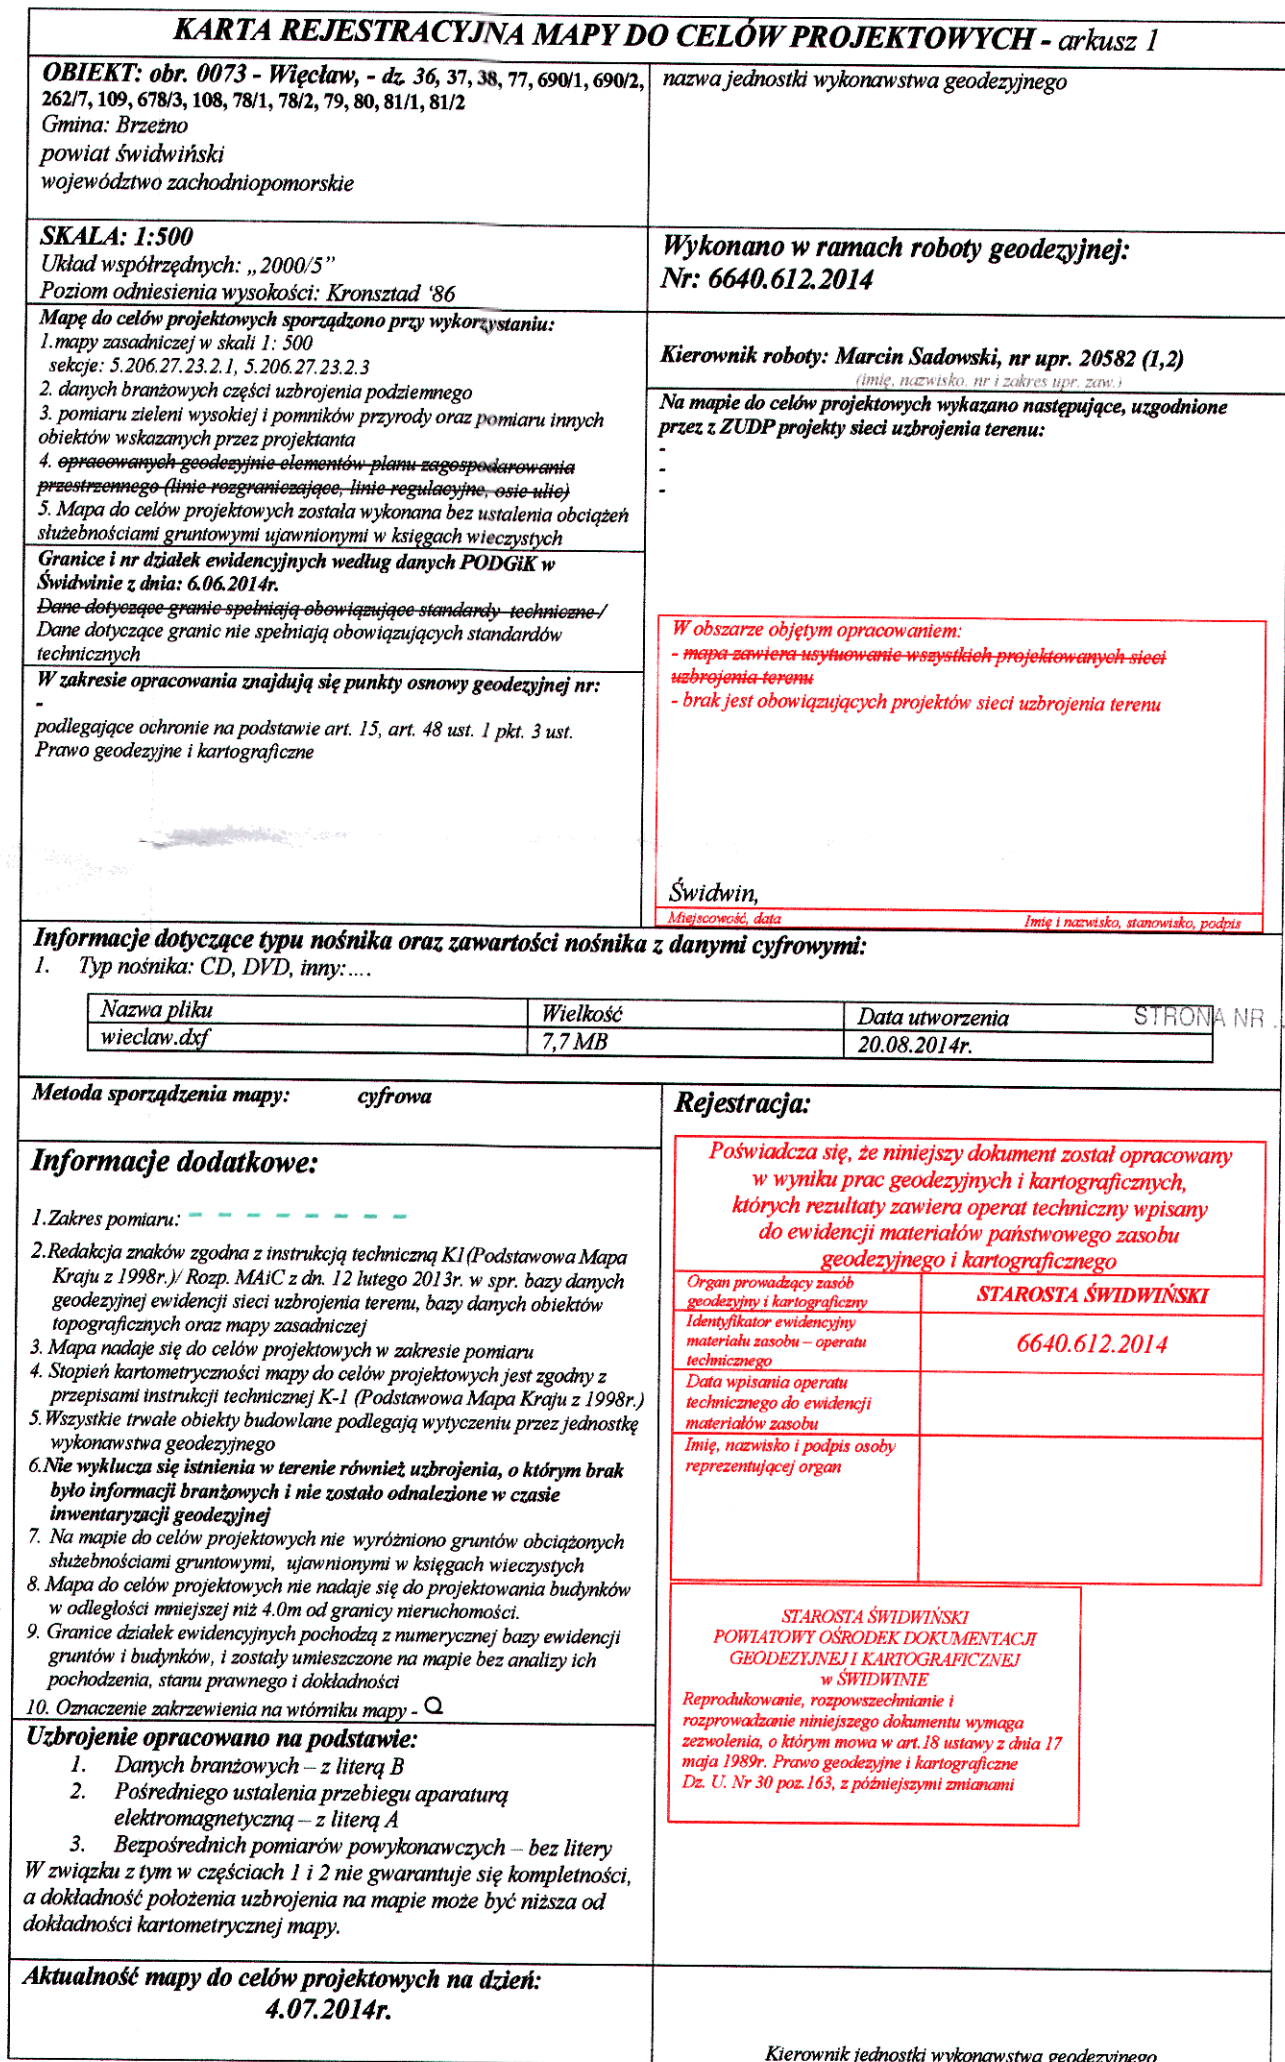 KARTA REJESTRACYJNA MAPY DO CELÓW PROJEKTOWYCH - arkusz 1
OBIEKT: obr. 0073 - Więcław, - dz. 36, 37, 38, 77, 690/1, 690/2,
262/7, 109, 678/3, 108, 78/1, 78/2, 79, 80, 81/1, 81/2
Gmina: Brzeżno
powiat świdwiński
województwo zachodniopomorskie
nazwa jednostki wykonawstwa geodezyjnego
SKALA: 1:500
Układ współrzędnych: „2000/5”
Poziom odniesienia wysokości: Kronsztad ‘86
Wykonano w ramach roboty geodezyjnej:
Nr: 6640.612.2014
Mapę do celów projektowych sporządzono przy wykorzystaniu:
1.mapy zasadniczej w skali 1: 500
sekcje: 5.206.27.23.2.1, 5.206.27.23.2.3
2. danych branżowych części uzbrojenia podziemnego
3. pomiaru zieleni wysokiej i pomników przyrody oraz pomiaru innych
obiektów wskazanych przez projektanta
4. opracowanych geodezyjnie elementów planu zagospodarowania
przestrzennego (linie rozgraniczające, linie regulacyjne, osie ulic)
5. Mapa do celów projektowych została wykonana bez ustalenia obciążeń
służebnościami gruntowymi ujawnionymi w księgach wieczystych
Kierownik roboty: Marcin Sadowski, nr upr. 20582 (1,2)
(imię, nazwisko, nr i zakres upr. zaw.)
Na mapie do celów projektowych wykazano następujące, uzgodnione
przez z ZUDP projekty sieci uzbrojenia terenu:
-
-
-
Granice i nr działek ewidencyjnych według danych PODGiK w
Świdwinie z dnia: 6.06.2014r.
Dane dotyczące granic spełniają obowiązujące standardy techniczne /
Dane dotyczące granic nie spełniają obowiązujących standardów
technicznych
W zakresie opracowania znajdują się punkty osnowy geodezyjnej nr:
-
podlegające ochronie na podstawie art. 15, art. 48 ust. 1 pkt. 3 ust.
Prawo geodezyjne i kartograficzne
W obszarze objętym opracowaniem:
- mapa zawiera usytuowanie wszystkich projektowanych sieci
uzbrojenia terenu
- brak jest obowiązujących projektów sieci uzbrojenia terenu
Świdwin,
Miejscowość, data Imię i nazwisko, stanowisko, podpis
Informacje dotyczące typu nośnika oraz zawartości nośnika z danymi cyfrowymi:
1. Typ nośnika: CD, DVD, inny:....
Nazwa pliku Wielkość Data utworzenia
STRONA NR .
wieclaw.dxf 7,7 MB 20.08.2014r.
Metoda sporządzenia mapy: cyfrowa
Informacje dodatkowe:
1.Zakres pomiaru:
2.Redakcja znaków zgodna z instrukcją techniczną K1(Podstawowa Mapa
Kraju z 1998r.)/ Rozp. MAiC z dn. 12 lutego 2013r. w spr. bazy danych
geodezyjnej ewidencji sieci uzbrojenia terenu, bazy danych obiektów
topograficznych oraz mapy zasadniczej
3. Mapa nadaje się do celów projektowych w zakresie pomiaru
4. Stopień kartometryczności mapy do celów projektowych jest zgodny z
przepisami instrukcji technicznej K-1 (Podstawowa Mapa Kraju z 1998r.)
5. Wszystkie trwałe obiekty budowlane podlegają wytyczeniu przez jednostkę
wykonawstwa geodezyjnego
6.Nie wyklucza się istnienia w terenie również uzbrojenia, o którym brak
było informacji branżowych i nie zostało odnalezione w czasie
inwentaryzacji geodezyjnej
7. Na mapie do celów projektowych nie wyróżniono gruntów obciążonych
służebnościami gruntowymi, ujawnionymi w księgach wieczystych
8. Mapa do celów projektowych nie nadaje się do projektowania budynków
w odległości mniejszej niż 4.0m od granicy nieruchomości.
9. Granice działek ewidencyjnych pochodzą z numerycznej bazy ewidencji
gruntów i budynków, i zostały umieszczone na mapie bez analizy ich
pochodzenia, stanu prawnego i dokładności
10. Oznaczenie zakrzewienia na wtórniku mapy -
Uzbrojenie opracowano na podstawie:
1. Danych branżowych – z literą B
2. Pośredniego ustalenia przebiegu aparaturą
elektromagnetyczną – z literą A
3. Bezpośrednich pomiarów powykonawczych – bez litery
W związku z tym w częściach 1 i 2 nie gwarantuje się kompletności,
a dokładność położenia uzbrojenia na mapie może być niższa od
dokładności kartometrycznej mapy.
Aktualność mapy do celów projektowych na dzień:
4.07.2014r.
Rejestracja:
Poświadcza się, że niniejszy dokument został opracowany
w wyniku prac geodezyjnych i kartograficznych,
których rezultaty zawiera operat techniczny wpisany
do ewidencji materiałów państwowego zasobu
geodezyjnego i kartograficznego
Organ prowadzący zasób
geodezyjny i kartograficzny
STAROSTA ŚWIDWIŃSKI
Identyfikator ewidencyjny
materiału zasobu – operatu
technicznego
6640.612.2014
Data wpisania operatu
technicznego do ewidencji
materiałów zasobu
Imię, nazwisko i podpis osoby
reprezentującej organ
STAROSTA ŚWIDWIŃSKI
POWIATOWY OŚRODEK DOKUMENTACJI
GEODEZYJNEJ I KARTOGRAFICZNEJ
w ŚWIDWINIE
Reprodukowanie, rozpowszechnianie i
rozprowadzanie niniejszego dokumentu wymaga
zezwolenia, o którym mowa w art.18 ustawy z dnia 17
maja 1989r. Prawo geodezyjne i kartograficzne
Dz. U. Nr 30 poz.163, z późniejszymi zmianami
Kierownik jednostki wykonawstwa geodezyjnego